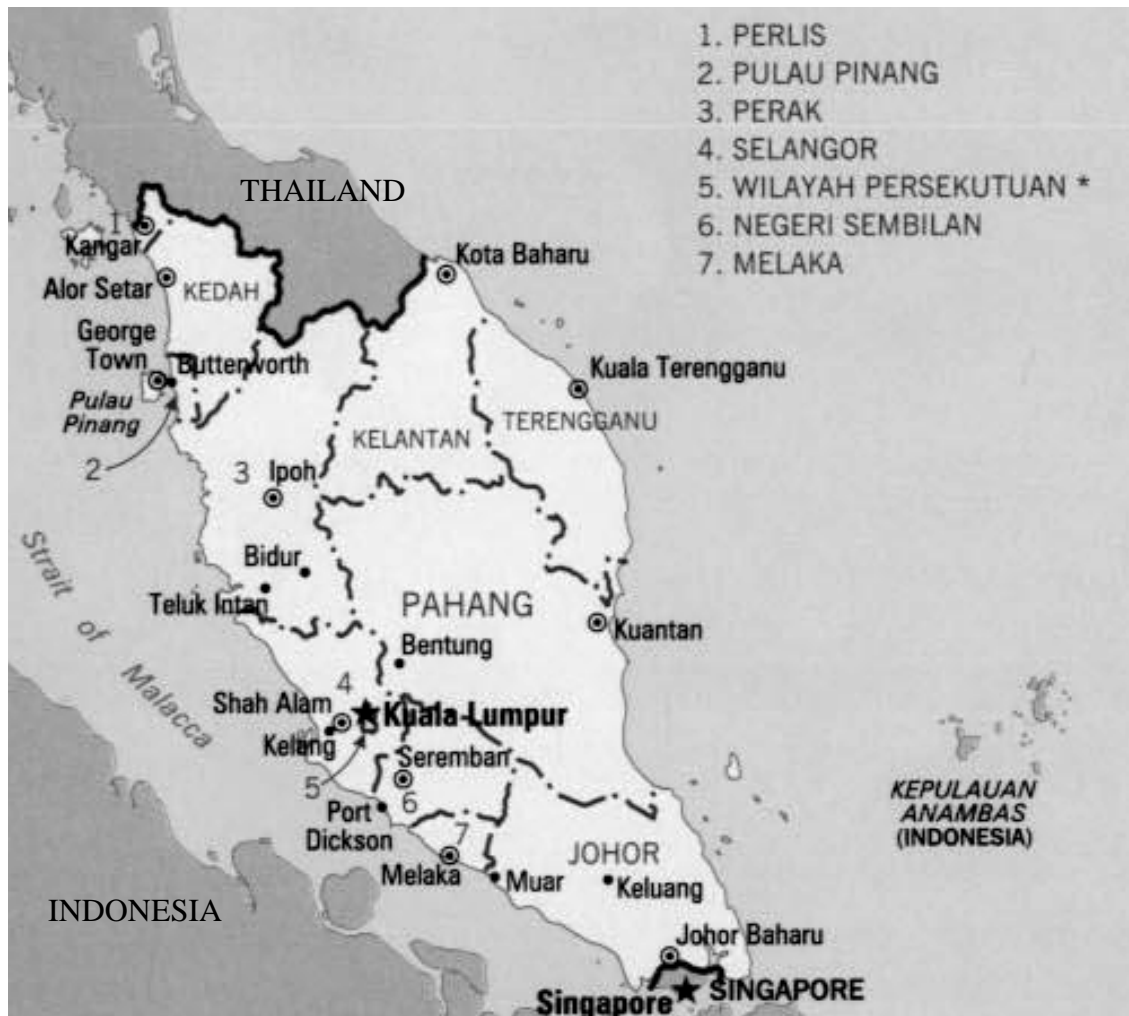 1. PERLIS
2. PULAU PINANG
3. PERAK
4. SELANGOR
5. WILAYAH PERSEKUTUAN *
6. NEGERI SEMBILAN
7. MELAKA
THAILAND
1
Kangar
Kota Baharu
Alor Setar
KEDAH
George
Town
Butterworth
Kuala Terengganu
Pulau
Pinang
TERENGGANU
KELANTAN
2
3
Ipoh
Strait of Malacca
Bidur
Teluk Intan
PAHANG
Kuantan
Bentung
4
Shah Alam
Kuala Lumpur
Kelang
Seremban
5
6
Port
Dickson
7
KEPULAUAN
ANAMBAS
(INDONESIA)
JOHOR
Melaka
Muar
Keluang
INDONESIA
Johor Baharu
Singapore
SINGAPORE